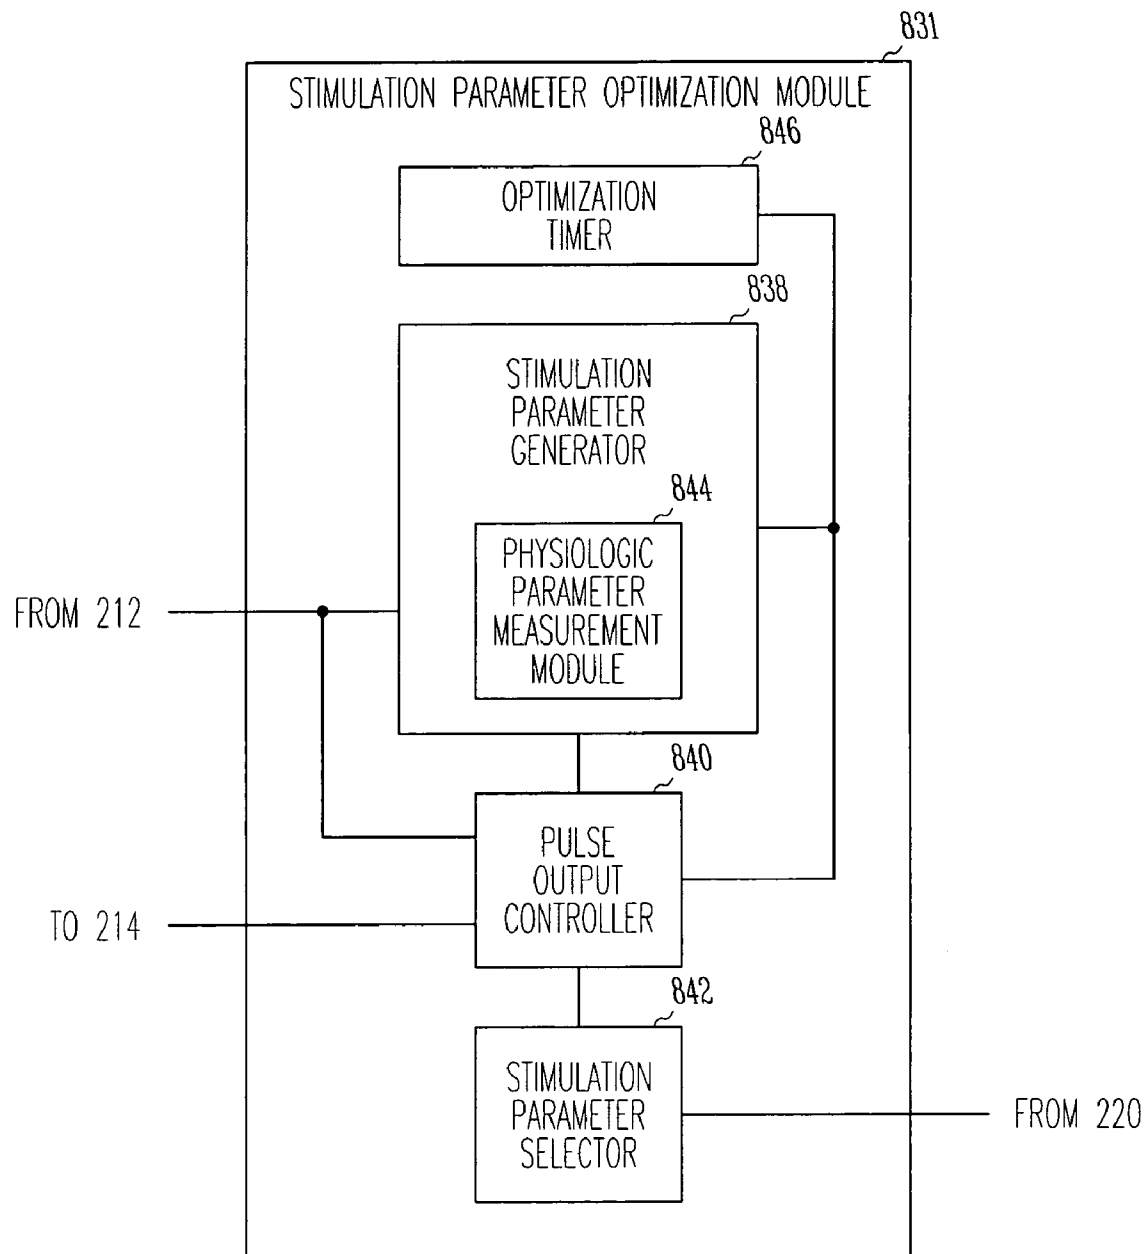 831
STIMULATION PARAMETER OPTIMIZATION MODULE
846
OPTIMIZATION
TIMER
838
STIMULATION
PARAMETER
GENERATOR
844
PHYSIOLOGIC
PARAMETER
MEASUREMENT
MODULE
FROM 212
840
PULSE
OUTPUT
CONTROLLER
TO 214
842
STIMULATION
PARAMETER
SELECTOR
FROM 220